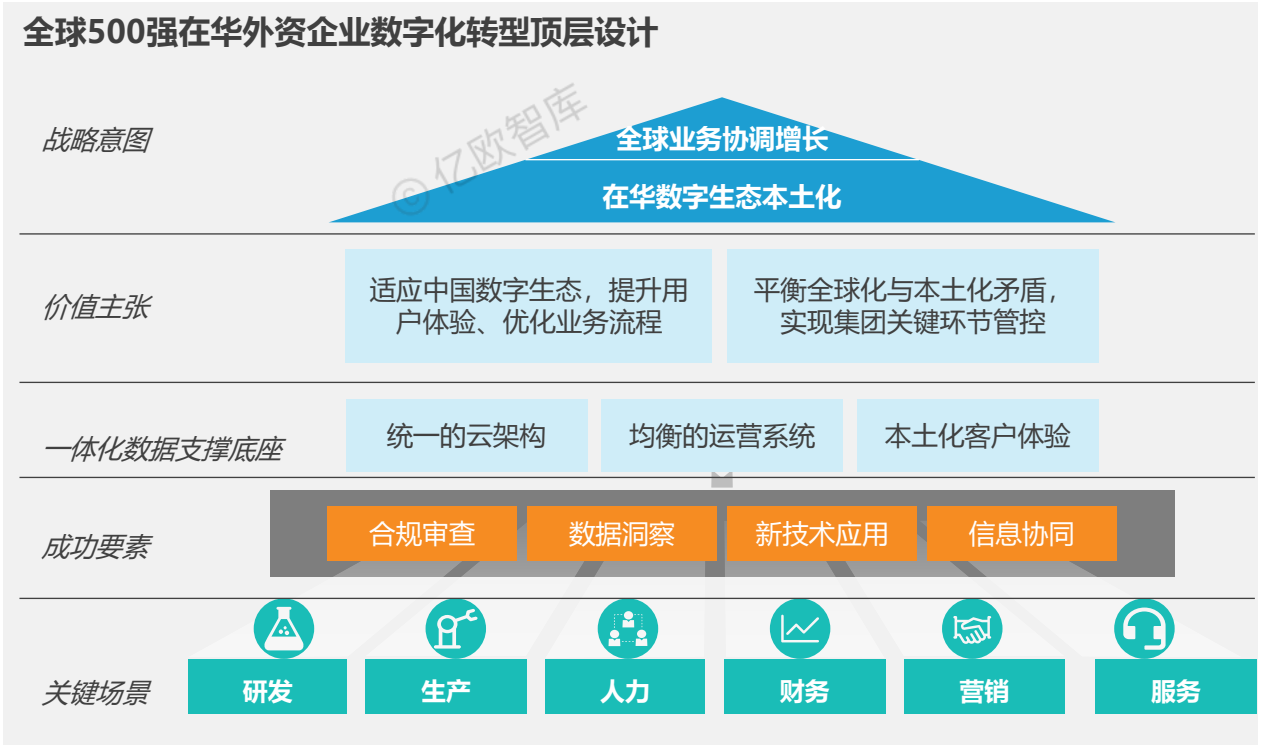 全球500强在华外资企业数字化转型顶层设计
战略意图
全球业务协调增长
在华数字生态本土化
©亿欧智库
价值主张
适应中国数字生态，提升用
户体验、优化业务流程
平衡全球化与本土化矛盾，
实现集团关键环节管控
一体化数据支撑底座
统一的云架构
均衡的运营系统
本土化客户体验
成功要素
合规审查
数据洞察
新技术应用
信息协同
关键场景
研发
生产
人力
财务
营销
服务